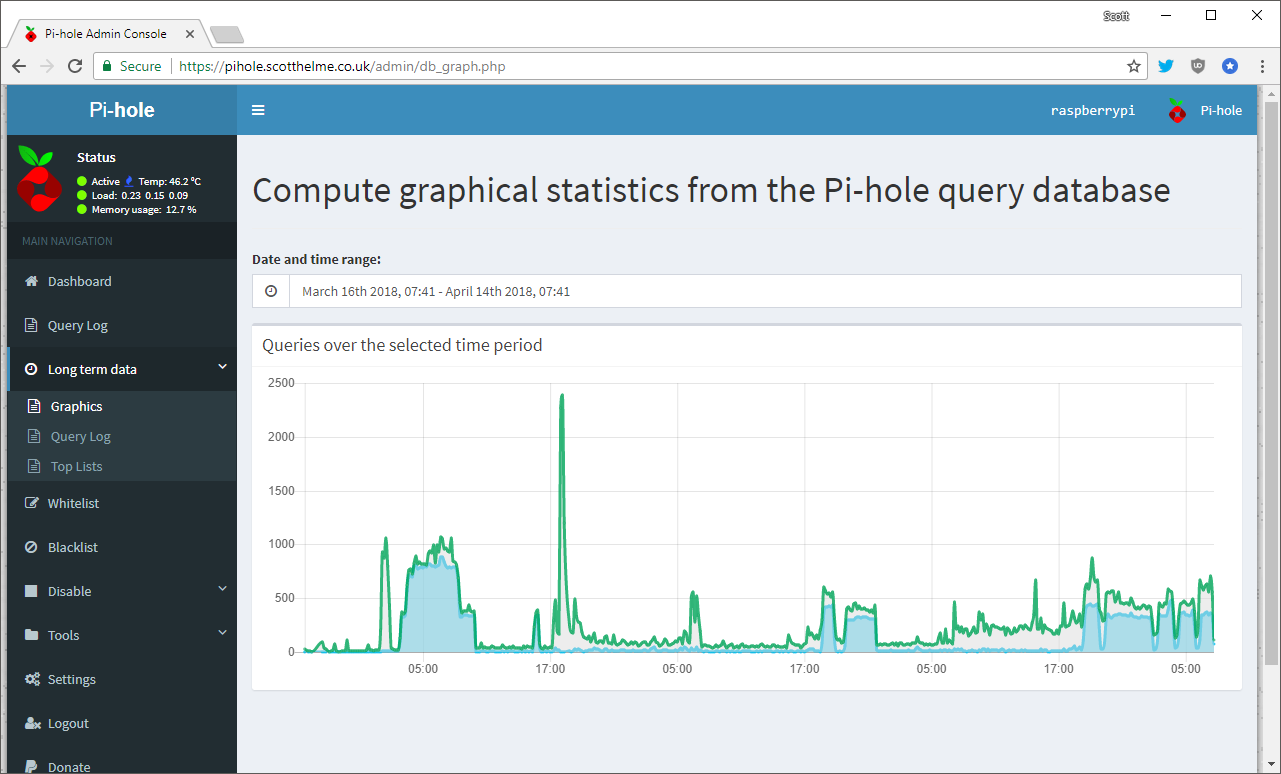 Scott
Pi-hole Admin Console
Secure https://pihole.scotthelme.co.uk/admin/db_graph.php
Pi-hole
raspberrypi Pi-hole
Status
Active Temp: 46.2 °C
Load: 0.23 0.15 0.09
Memory usage: 12.7 %
MAIN NAVIGATION
Dashboard
Query Log
Long term data
Graphics
Query Log
Top Lists
Whitelist
Blacklist
Disable
Tools
Settings
Logout
Donate
Compute graphical statistics from the Pi-hole query database
Date and time range:
March 16th 2018, 07:41 - April 14th 2018, 07:41
Queries over the selected time period
2500
2000
1500
1000
500
0
05:00 17:00 05:00 17:00 05:00 17:00 05:00